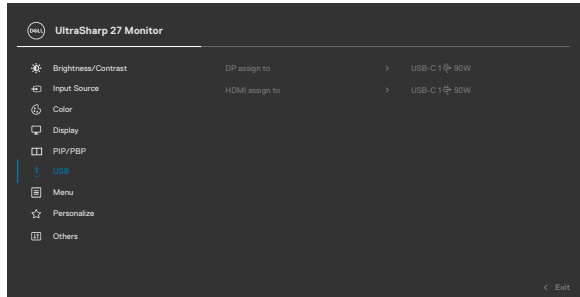 DELL
UltraSharp 27 Monitor
Brightness/Contrast
DP assign to > USB-C 1 90W
Input Source
HDMI assign to > USB-C 1 90W
Color
Display
PIP/PBP
USB
Menu
Personalize
Others
< Exit